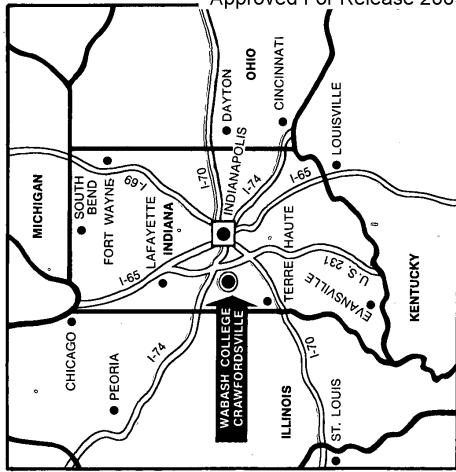 Approved For Release 200
MICHIGAN
CHICAGO
SOUTH
BEND
FORT WAYNE
I-69
I-65
LAFAYETTE
INDIANA
PEORIA
I-74
I-70
DAYTON
OHIO
INDIANAPOLIS
I-74
CINCINNATI
I-65
WABASH COLLEGE
CRAWFORDSVILLE
TERRE HAUTE
U.S. 231
LOUISVILLE
EVANSVILLE
ILLINOIS
I-70
ST. LOUIS
KENTUCKY